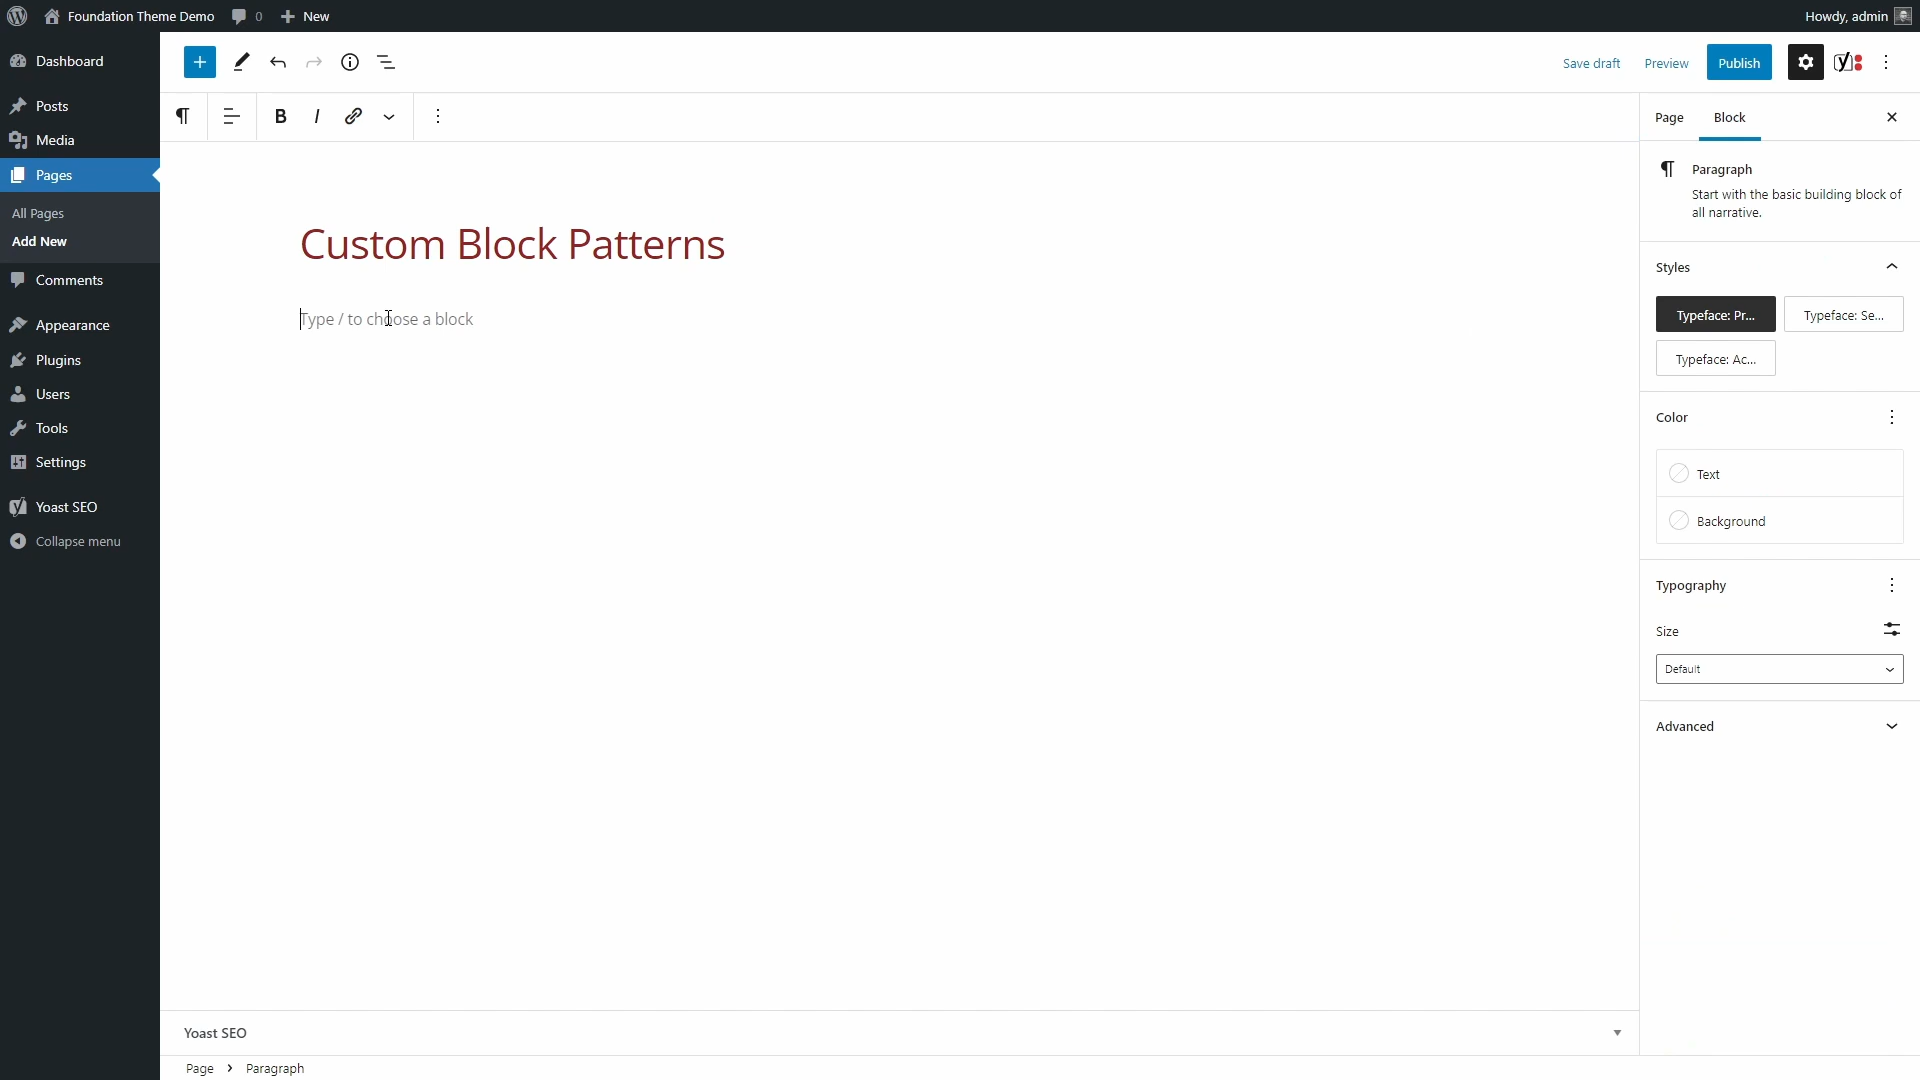 Foundation Theme Demo
0
New
Howdy, admin
Dashboard
Posts
Media
Pages
All Pages
Add New
Comments
Appearance
Plugins
Users
Tools
Settings
Yoast SEO
Collapse menu
Save draft
Preview
Publish
B
I
Custom Block Patterns
Type / to choose a block
Page
Block
Paragraph
Start with the basic building block of
all narrative.
Styles
Typeface: Pr...
Typeface: Se...
Typeface: Ac...
Color
Text
Background
Typography
Size
Default
Advanced
Yoast SEO
Page
Paragraph